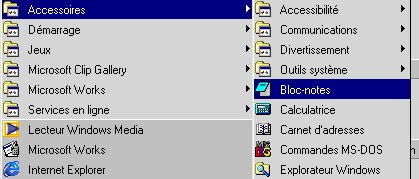 Accessoires
Démarrage
Jeux
Microsoft Clip Gallery
Microsoft Works
Services en ligne
Lecteur Windows Media
Microsoft Works
Internet Explorer
Accessibilité
Communications
Divertissement
Outils système
Bloc-notes
Calculatrice
Carnet d'adresses
Commandes MS-DOS
Explorateur Windows